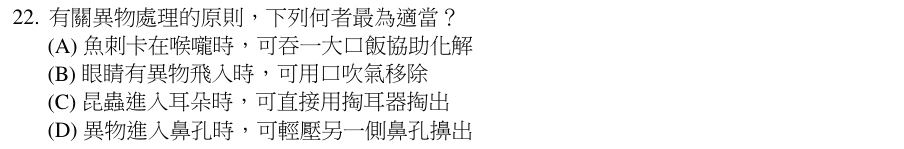 22. 有關異物處理的原則，下列何者最為適當？
(A) 魚刺卡在喉嚨時，可吞一大口飯協助化解
(B) 眼睛有異物飛入時，可用口吹氣移除
(C) 昆蟲進入耳朵時，可直接用掏耳器掏出
(D) 異物進入鼻孔時，可輕壓另一側鼻孔擤出